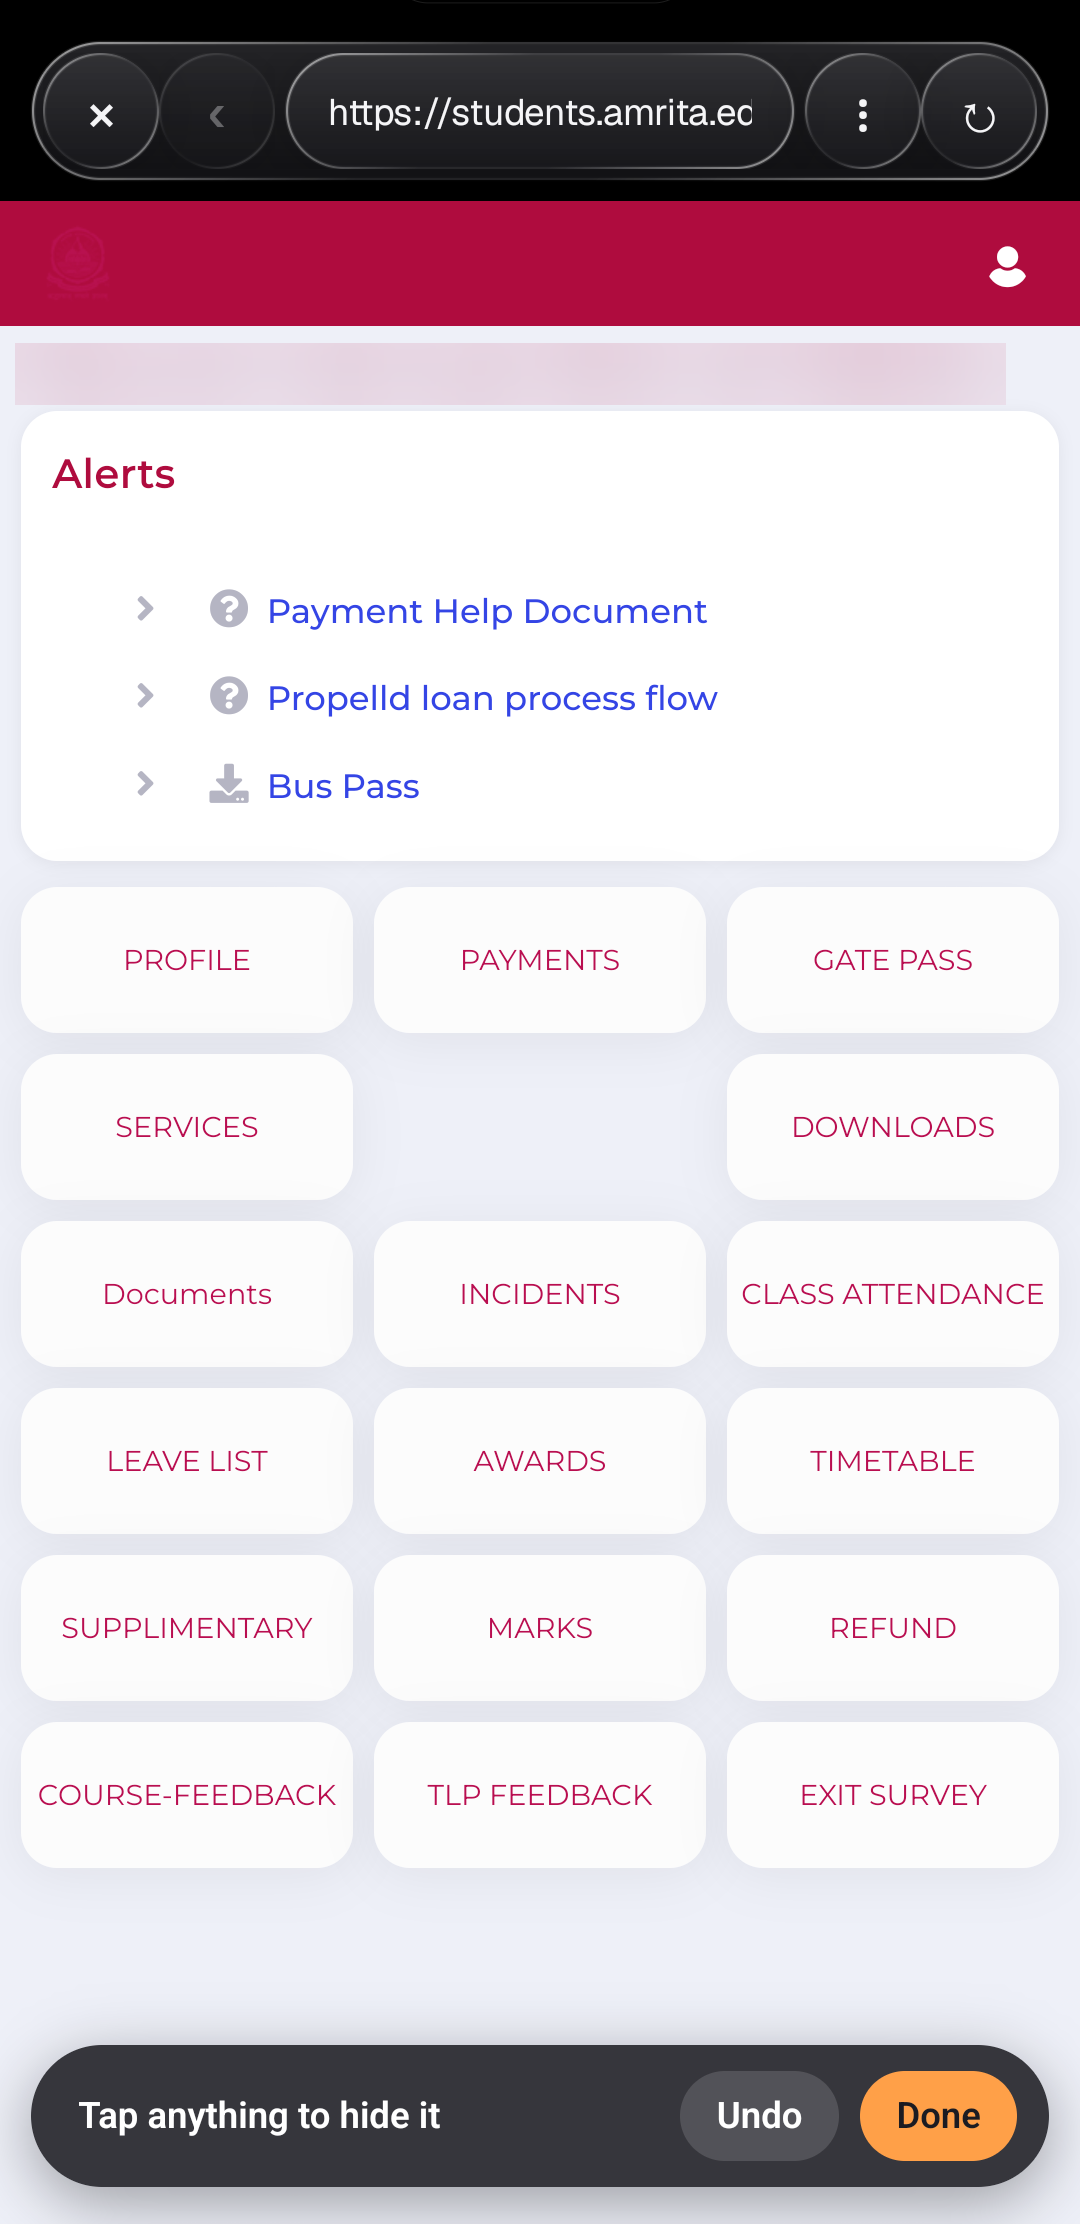 https://students.amrita.ed
Alerts
Payment Help Document
Propelld loan process flow
Bus Pass
PROFILE
PAYMENTS
GATE PASS
SERVICES
DOWNLOADS
Documents
INCIDENTS
CLASS ATTENDANCE
LEAVE LIST
AWARDS
TIMETABLE
SUPPLIMENTARY
MARKS
REFUND
COURSE-FEEDBACK
TLP FEEDBACK
EXIT SURVEY
Tap anything to hide it
Undo
Done